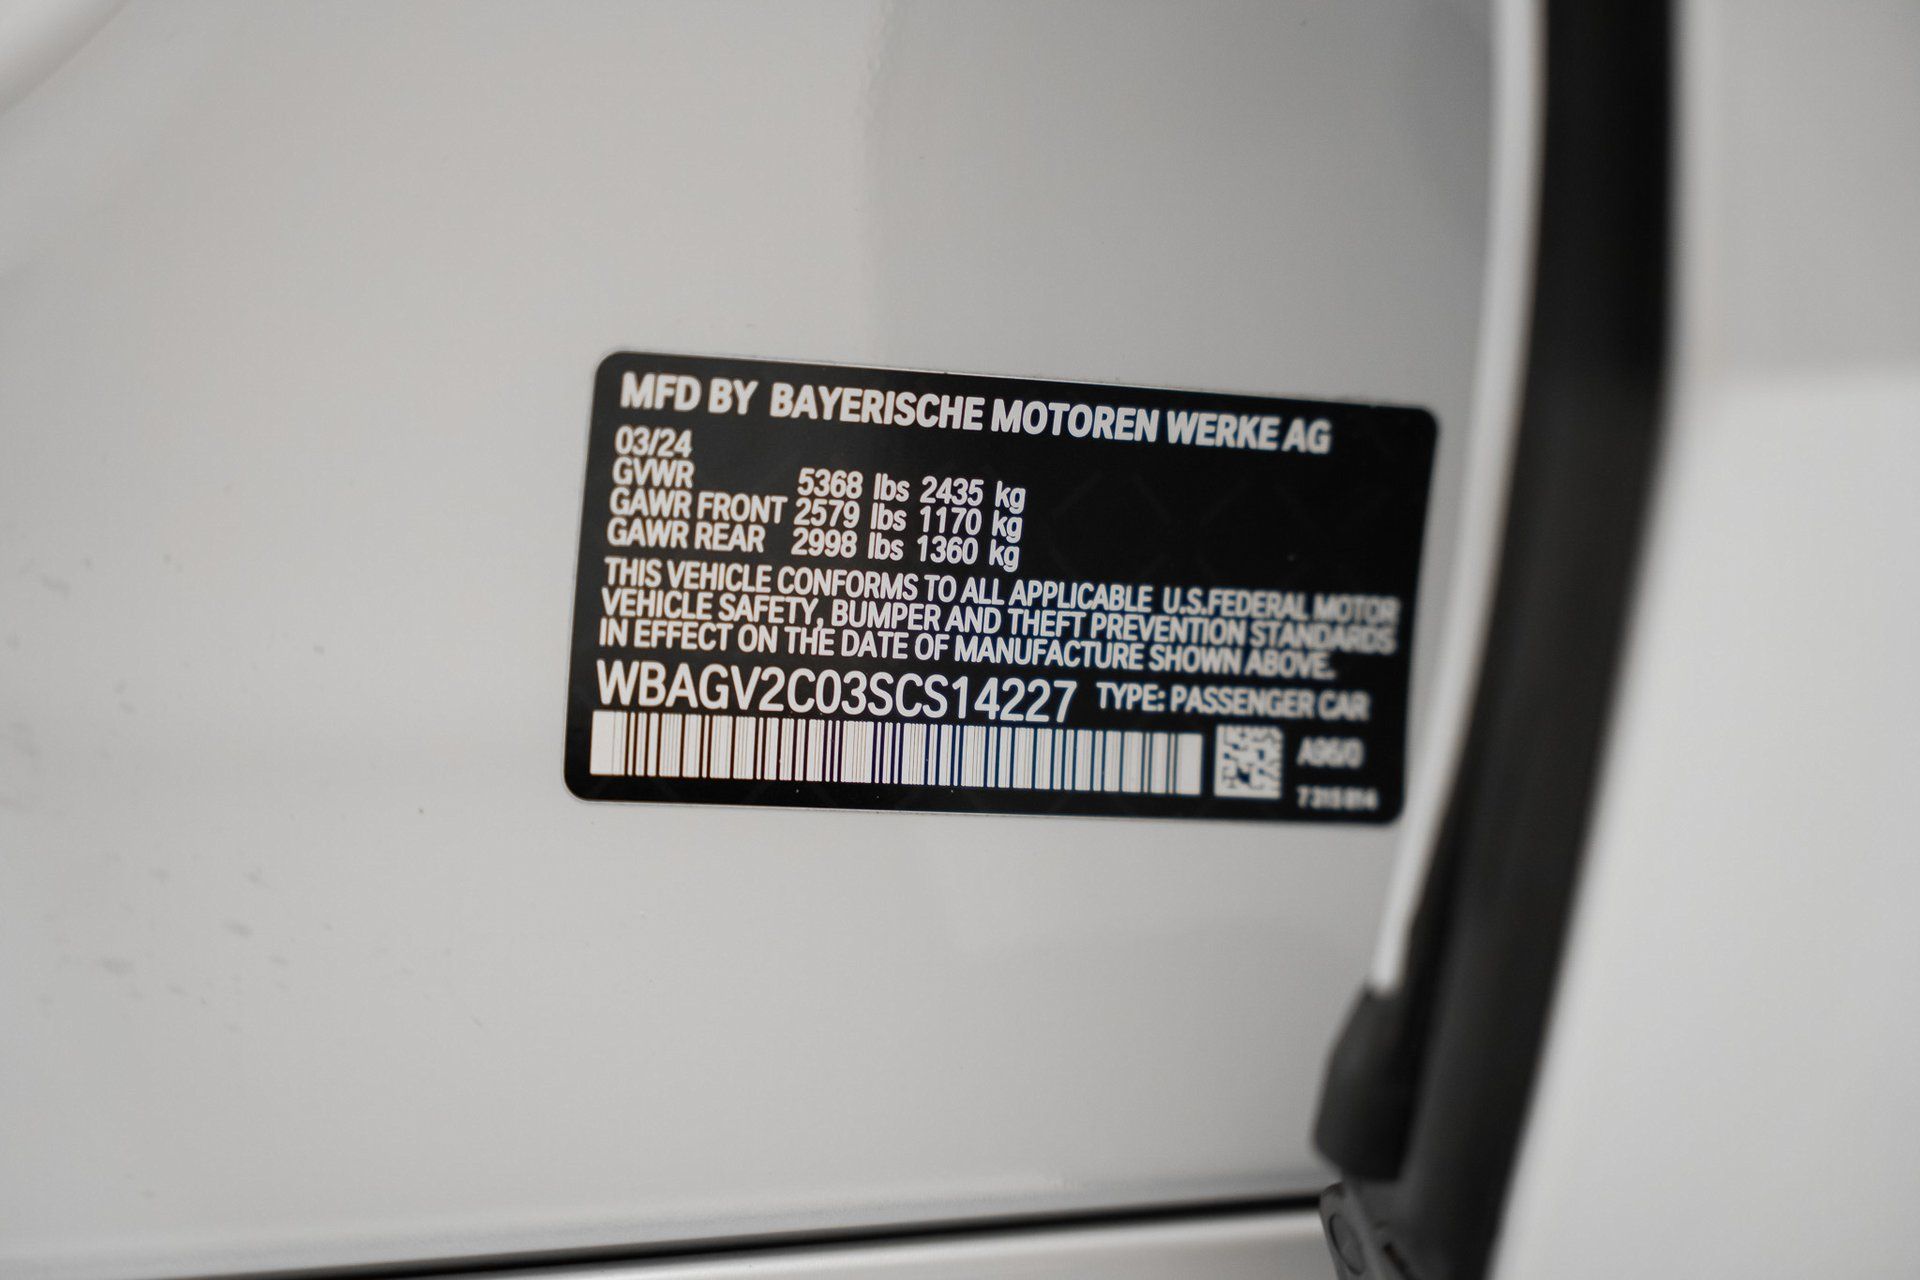 MFD BY BAYERISCHE MOTOREN WERKE AG
03/24
GVWR 5368 lbs 2435 kg
GAWR FRONT 2579 lbs 1170 kg
GAWR REAR 2998 lbs 1360 kg
THIS VEHICLE CONFORMS TO ALL APPLICABLE U.S.FEDERAL MOTOR
VEHICLE SAFETY, BUMPER AND THEFT PREVENTION STANDARDS
IN EFFECT ON THE DATE OF MANUFACTURE SHOWN ABOVE.
WBAGV2C03SCS14227 TYPE: PASSENGER CAR